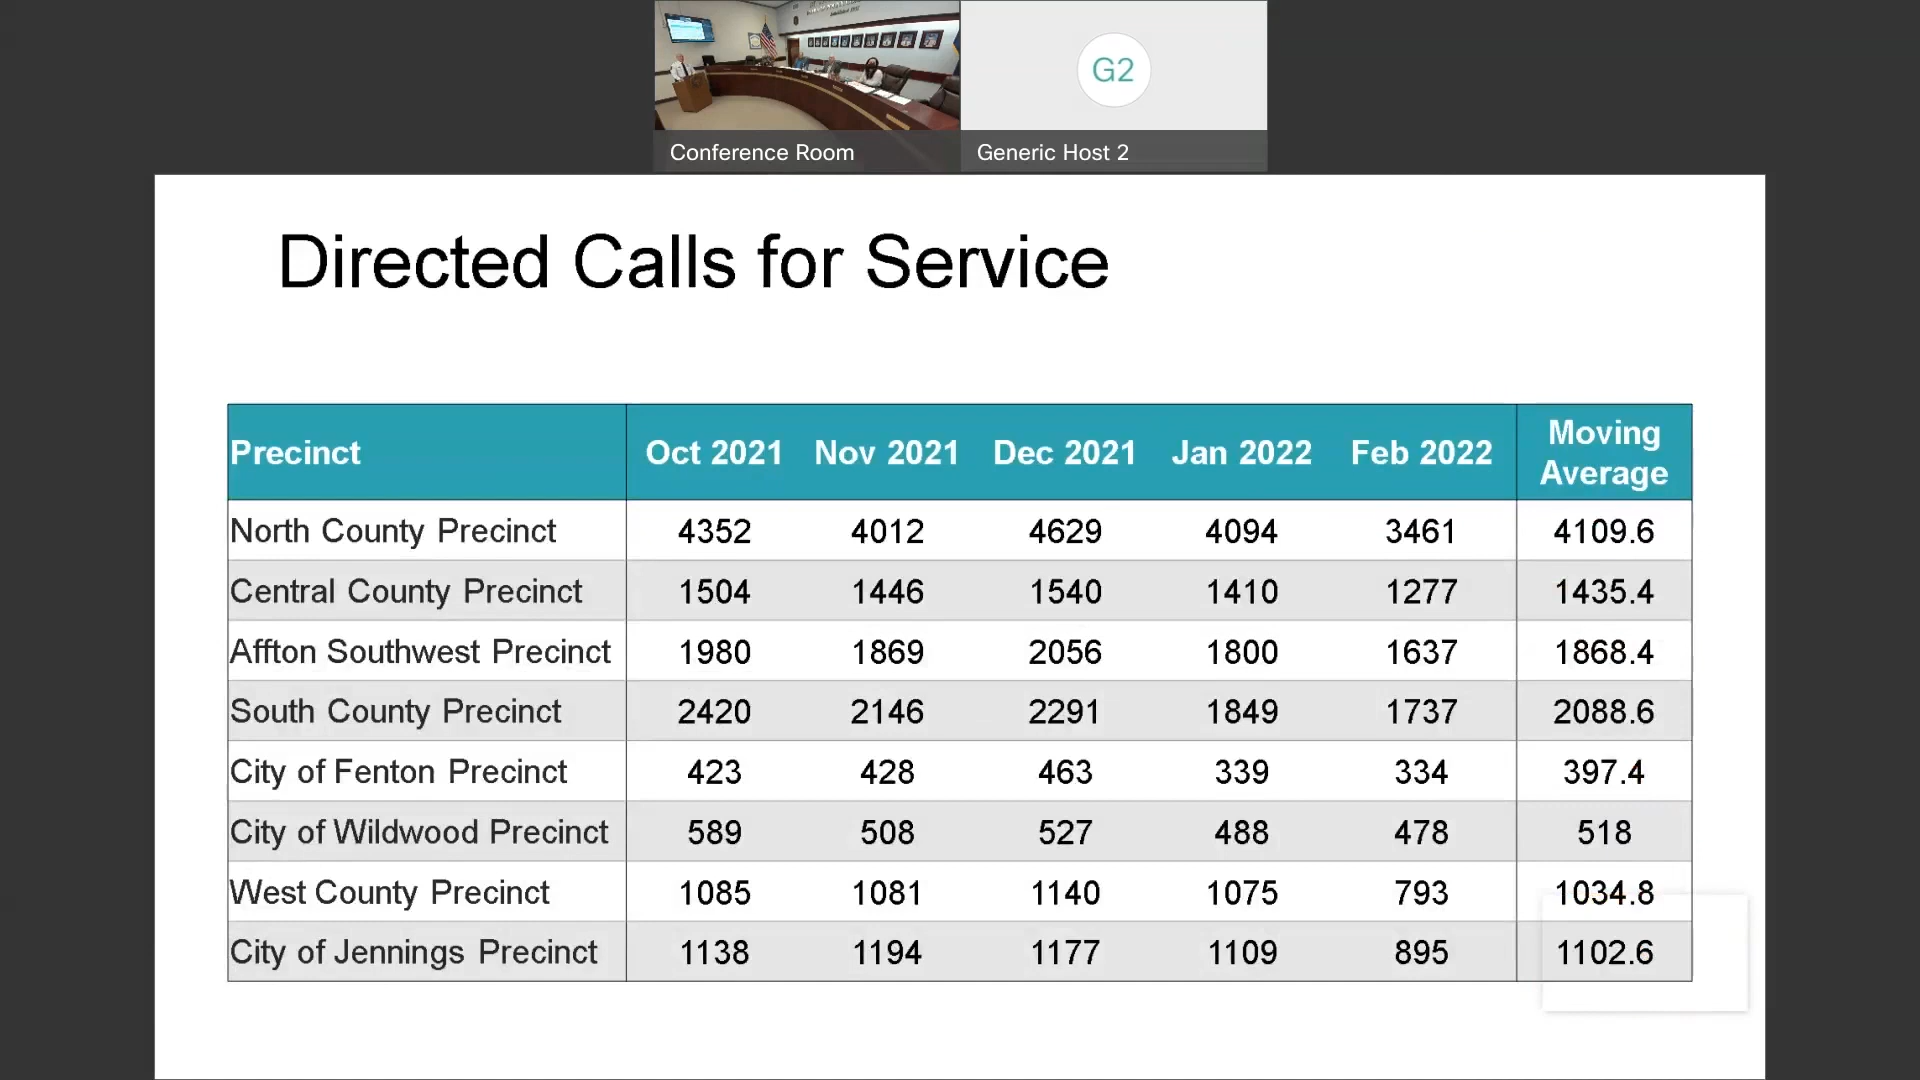 G2
Conference Room
Generic Host 2
Directed Calls for Service
Precinct Oct 2021 Nov 2021 Dec 2021 Jan 2022 Feb 2022 Moving Average
North County Precinct 4352 4012 4629 4094 3461 4109.6
Central County Precinct 1504 1446 1540 1410 1277 1435.4
Affton Southwest Precinct 1980 1869 2056 1800 1637 1868.4
South County Precinct 2420 2146 2291 1849 1737 2088.6
City of Fenton Precinct 423 428 463 339 334 397.4
City of Wildwood Precinct 589 508 527 488 478 518
West County Precinct 1085 1081 1140 1075 793 1034.8
City of Jennings Precinct 1138 1194 1177 1109 895 1102.6